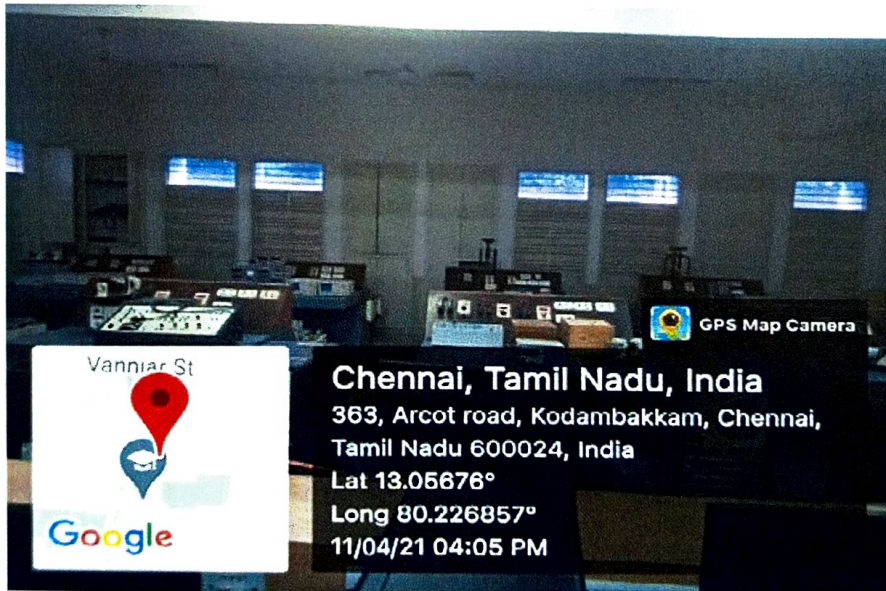 GPS Map Camera
Vanniar St
Google
Chennai, Tamil Nadu, India
363, Arcot road, Kodambakkam, Chennai,
Tamil Nadu 600024, India
Lat 13.05676°
Long 80.226857°
11/04/21 04:05 PM